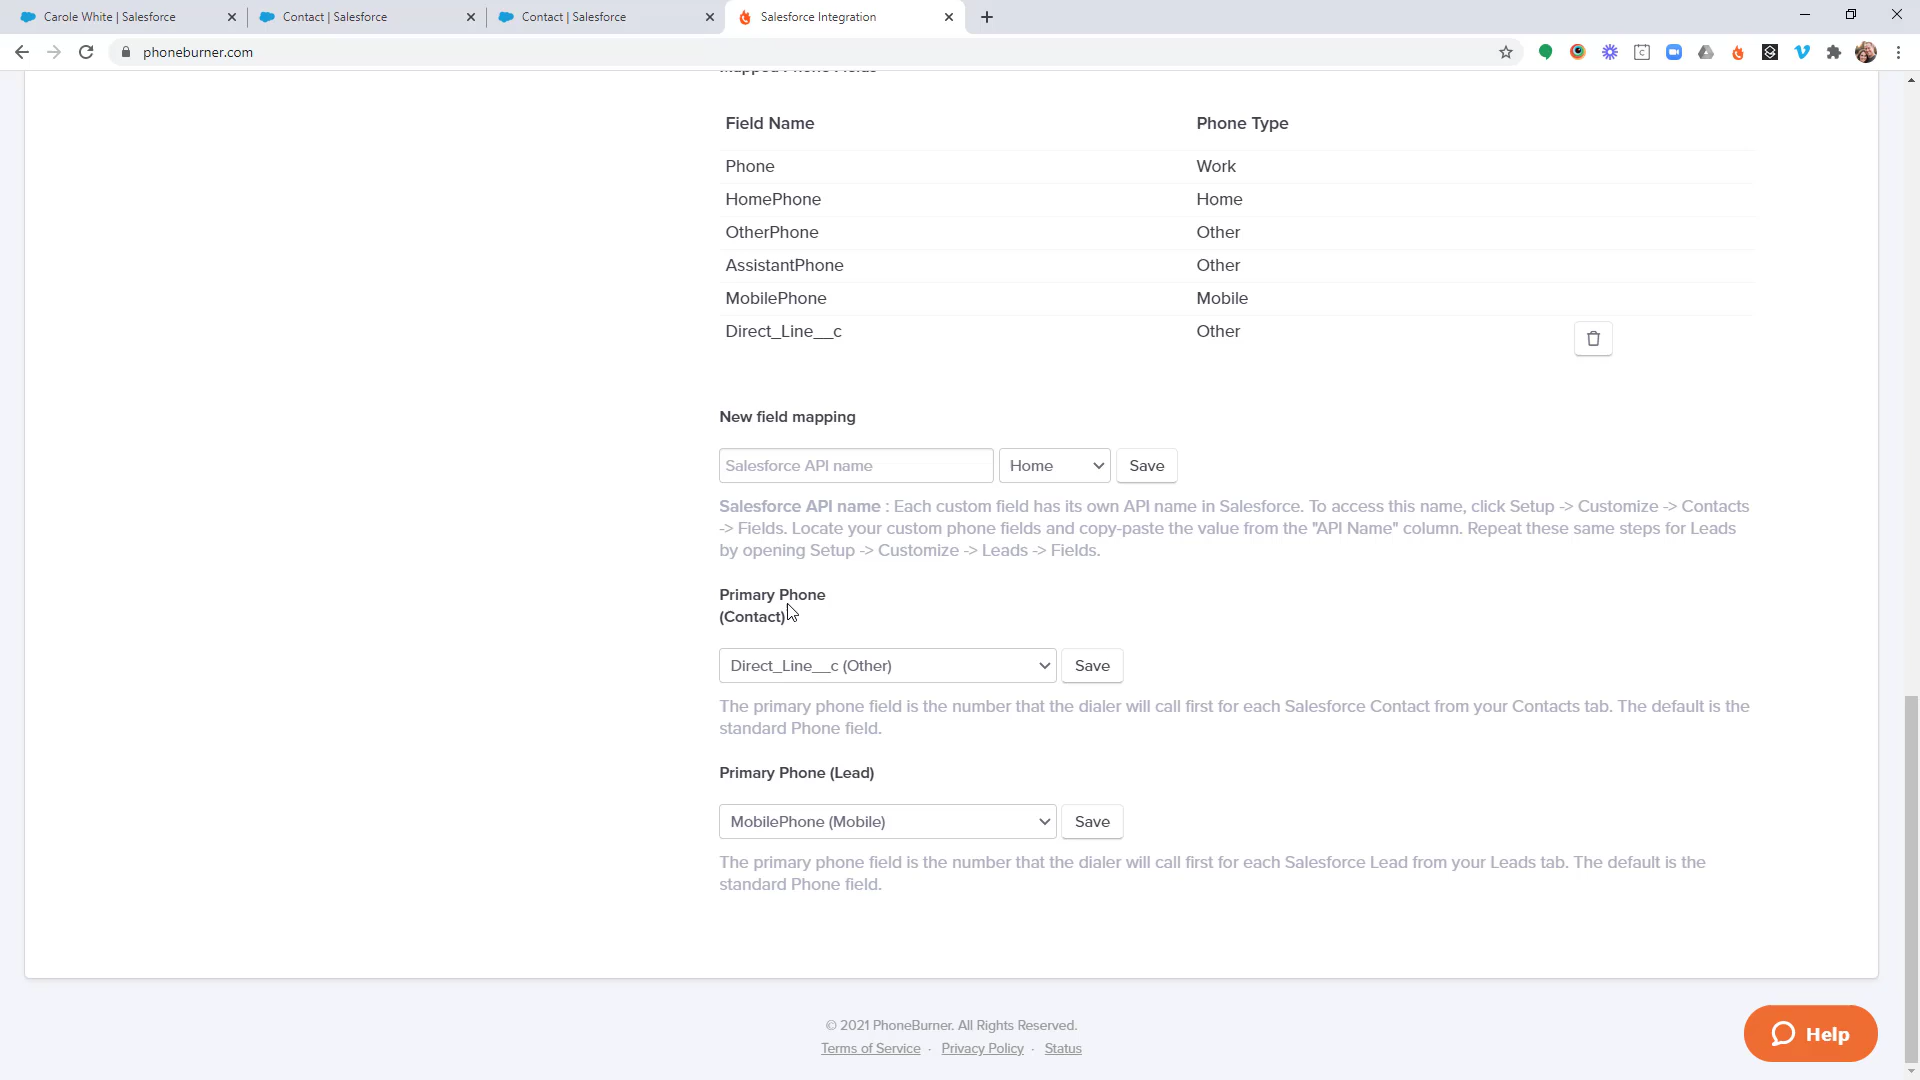 Carole White | Salesforce
Contact | Salesforce
Contact | Salesforce
Salesforce Integration
phoneburner.com
Mapped Phone Fields
Field Name Phone Type
Phone Work
HomePhone Home
OtherPhone Other
AssistantPhone Other
MobilePhone Mobile
Direct_Line__c Other
New field mapping
Salesforce API name Home Save
Salesforce API name : Each custom field has its own API name in Salesforce. To access this name, click Setup -> Customize -> Contacts
-> Fields. Locate your custom phone fields and copy-paste the value from the "API Name" column. Repeat these same steps for Leads
by opening Setup -> Customize -> Leads -> Fields.
Primary Phone
(Contact)
Direct_Line__c (Other) Save
The primary phone field is the number that the dialer will call first for each Salesforce Contact from your Contacts tab. The default is the
standard Phone field.
Primary Phone (Lead)
MobilePhone (Mobile) Save
The primary phone field is the number that the dialer will call first for each Salesforce Lead from your Leads tab. The default is the
standard Phone field.
© 2021 PhoneBurner. All Rights Reserved.
Terms of Service · Privacy Policy · Status
Help